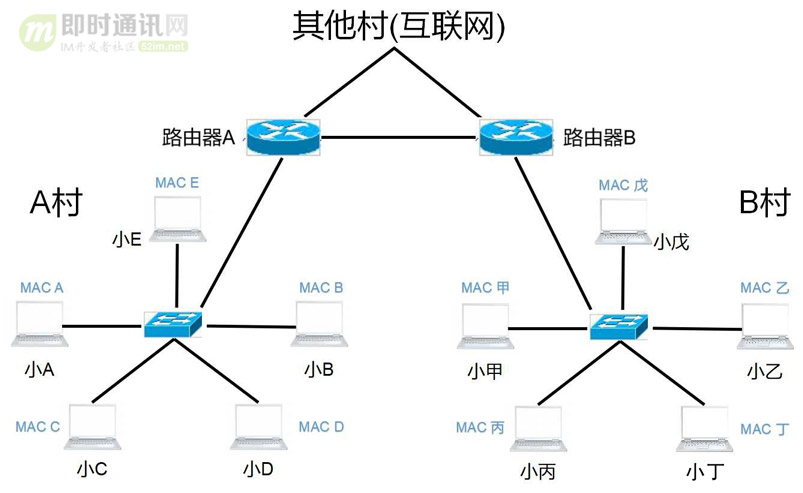 即时通讯网
IM开发者社区 52im.net
其他村(互联网)
路由器A
路由器B
A村
B村
MAC E
小E
MAC 戊
小戊
MAC A
小A
MAC B
小B
MAC 甲
小甲
MAC 乙
小乙
MAC C
小C
MAC D
小D
MAC 丙
小丙
MAC 丁
小丁